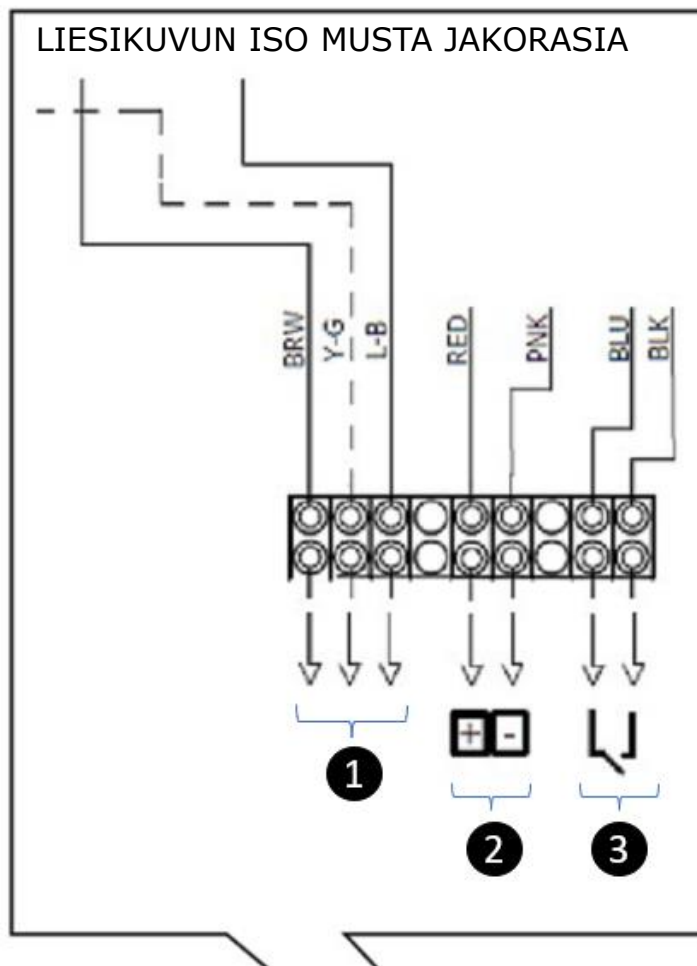 LIESIKUVUN ISO MUSTA JAKORASIA
BRW
Y-G
L-B
RED
PNK
BLU
BLK
+ -
1
2
3